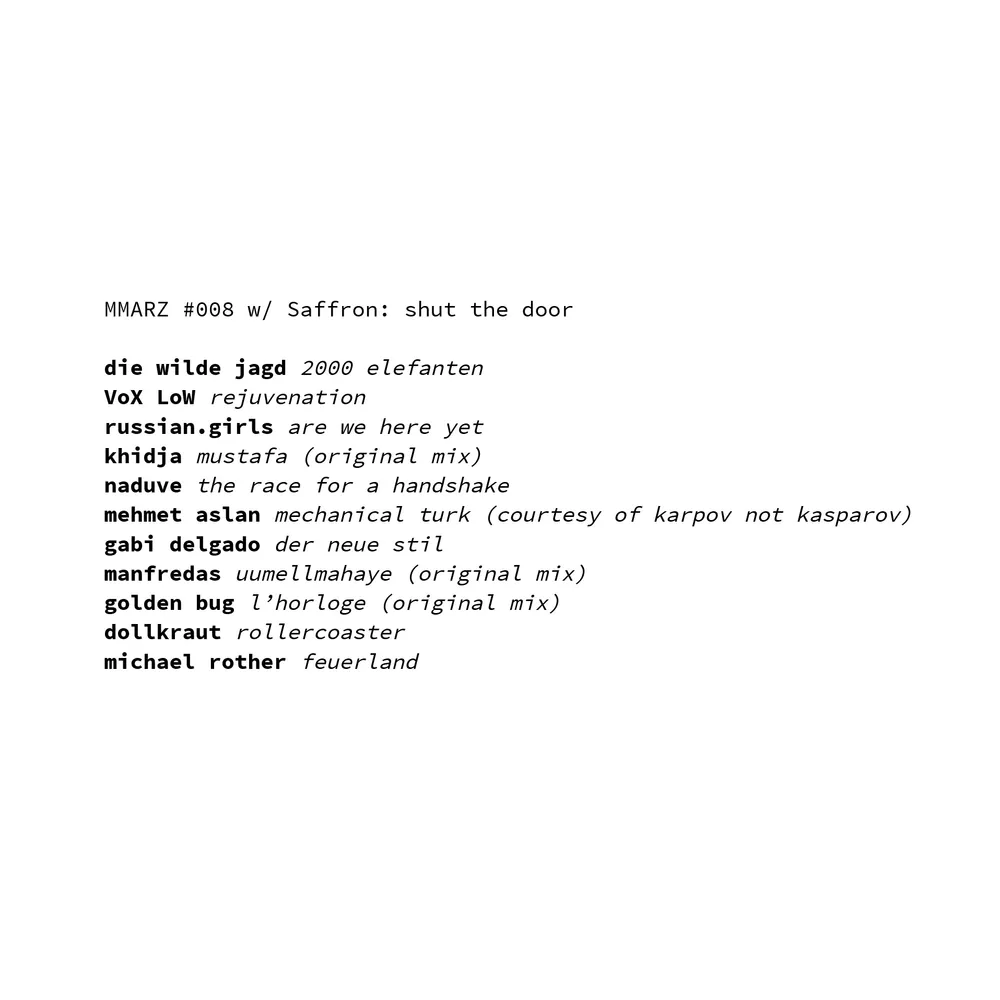 MMARZ #008 w/ Saffron: shut the door
die wilde jagd 2000 elefanten
VoX LoW rejuvenation
russian.girls are we here yet
khidja mustafa (original mix)
naduve the race for a handshake
mehmet aslan mechanical turk (courtesy of karpov not kasparov)
gabi delgado der neue stil
manfredas uumellmahaye (original mix)
golden bug l’horloge (original mix)
dollkraut rollercoaster
michael rother feuerland